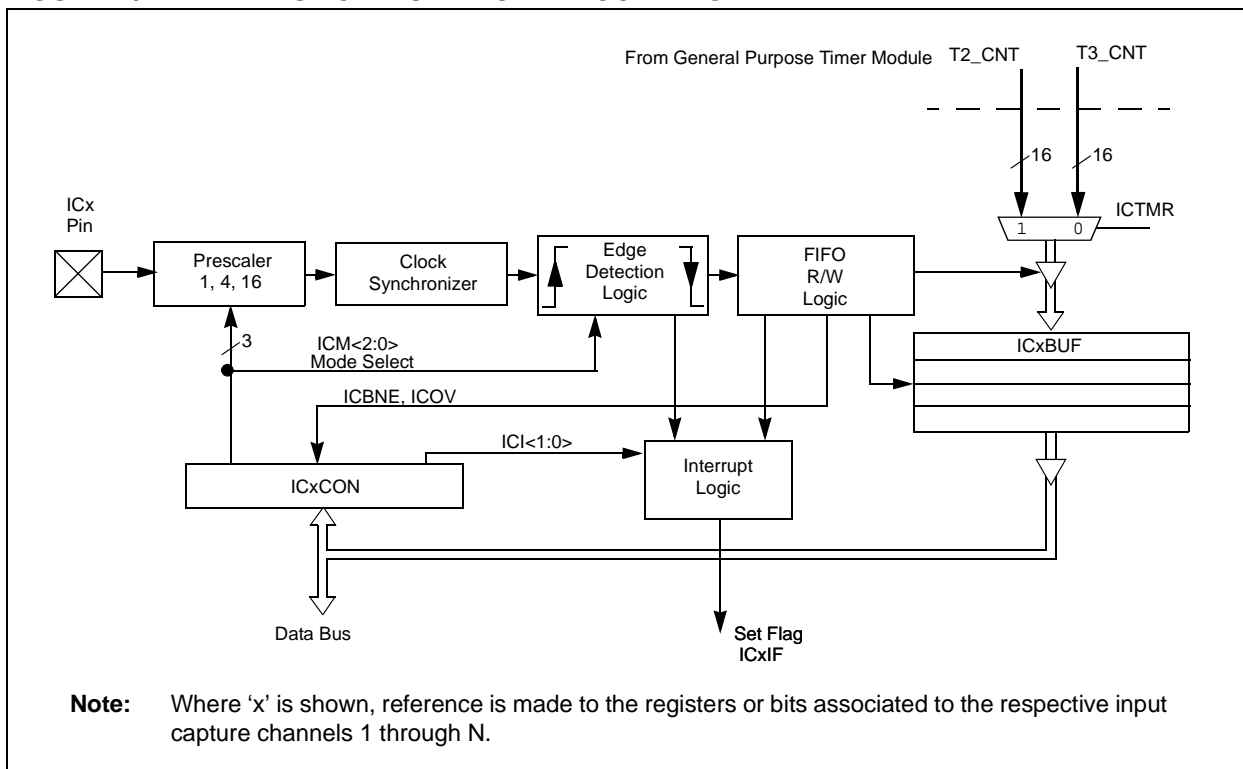 From General Purpose Timer Module T2_CNT T3_CNT
16 16
ICx
Pin
ICTMR
1 0
Prescaler
1, 4, 16
Clock
Synchronizer
Edge
Detection
Logic
FIFO
R/W
Logic
3
ICM<2:0>
Mode Select
ICxBUF
ICBNE, ICOV
ICI<1:0>
Interrupt
Logic
ICxCON
Data Bus
Set Flag
ICxIF
Note: Where ‘x’ is shown, reference is made to the registers or bits associated to the respective input
capture channels 1 through N.